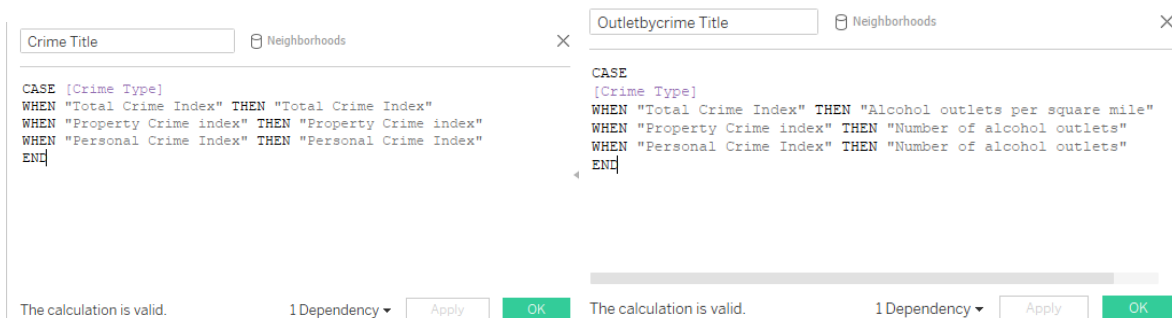 Crime Title
Neighborhoods
CASE [Crime Type]
WHEN "Total Crime Index" THEN "Total Crime Index"
WHEN "Property Crime index" THEN "Property Crime index"
WHEN "Personal Crime Index" THEN "Personal Crime Index"
END
The calculation is valid.
1 Dependency
Apply
OK
Outletbycrime Title
Neighborhoods
CASE
[Crime Type]
WHEN "Total Crime Index" THEN "Alcohol outlets per square mile"
WHEN "Property Crime index" THEN "Number of alcohol outlets"
WHEN "Personal Crime Index" THEN "Number of alcohol outlets"
END
The calculation is valid.
1 Dependency
Apply
OK